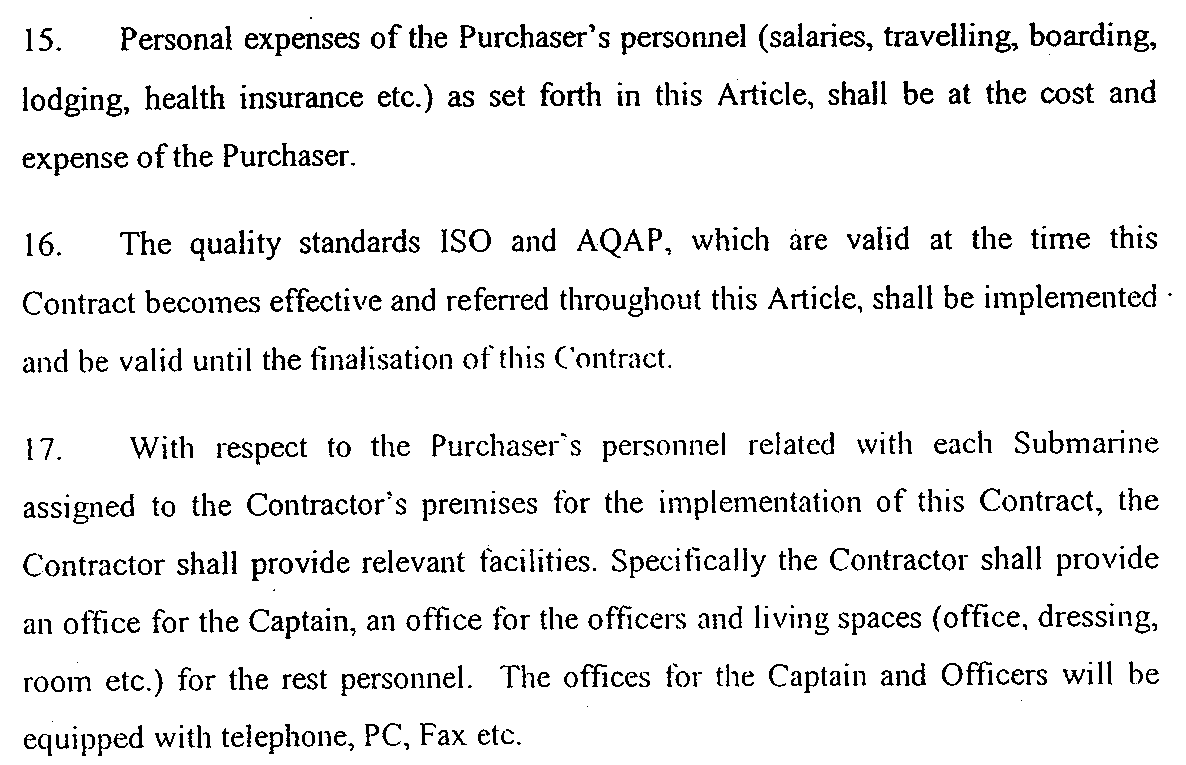 15. Personal expenses of the Purchaser's personnel (salaries, travelling, boarding,
lodging, health insurance etc.) as set forth in this Article, shall be at the cost and
expense of the Purchaser.
16. The quality standards ISO and AQAP, which are valid at the time this
Contract becomes effective and referred throughout this Article, shall be implemented
and be valid until the finalisation of this Contract.
17. With respect to the Purchaser's personnel related with each Submarine
assigned to the Contractor's premises for the implementation of this Contract, the
Contractor shall provide relevant facilities. Specifically the Contractor shall provide
an office for the Captain, an office for the officers and living spaces (office, dressing,
room etc.) for the rest personnel. The offices for the Captain and Officers will be
equipped with telephone, PC, Fax etc.